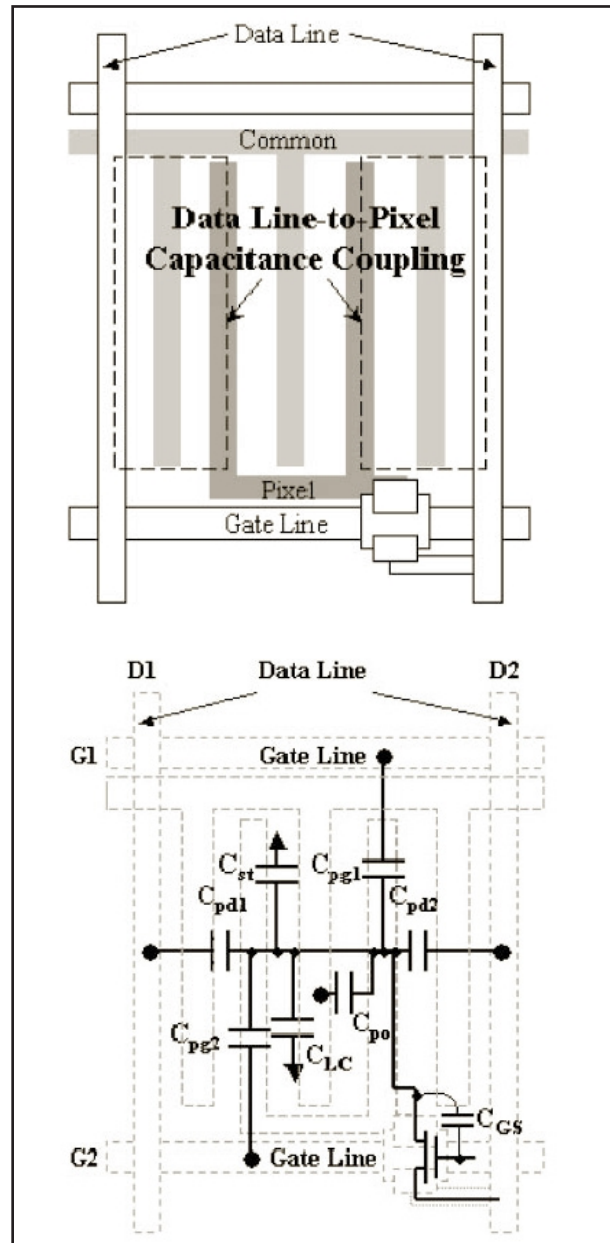 Data Line
Common
Data Line-to-Pixel
Capacitance Coupling
Pixel
Gate Line
D1 Data Line D2
G1 Gate Line
Cst Cpg1
Cpd1 Cpd2
Cpo
Cpg2 CLC
CGS
G2 Gate Line